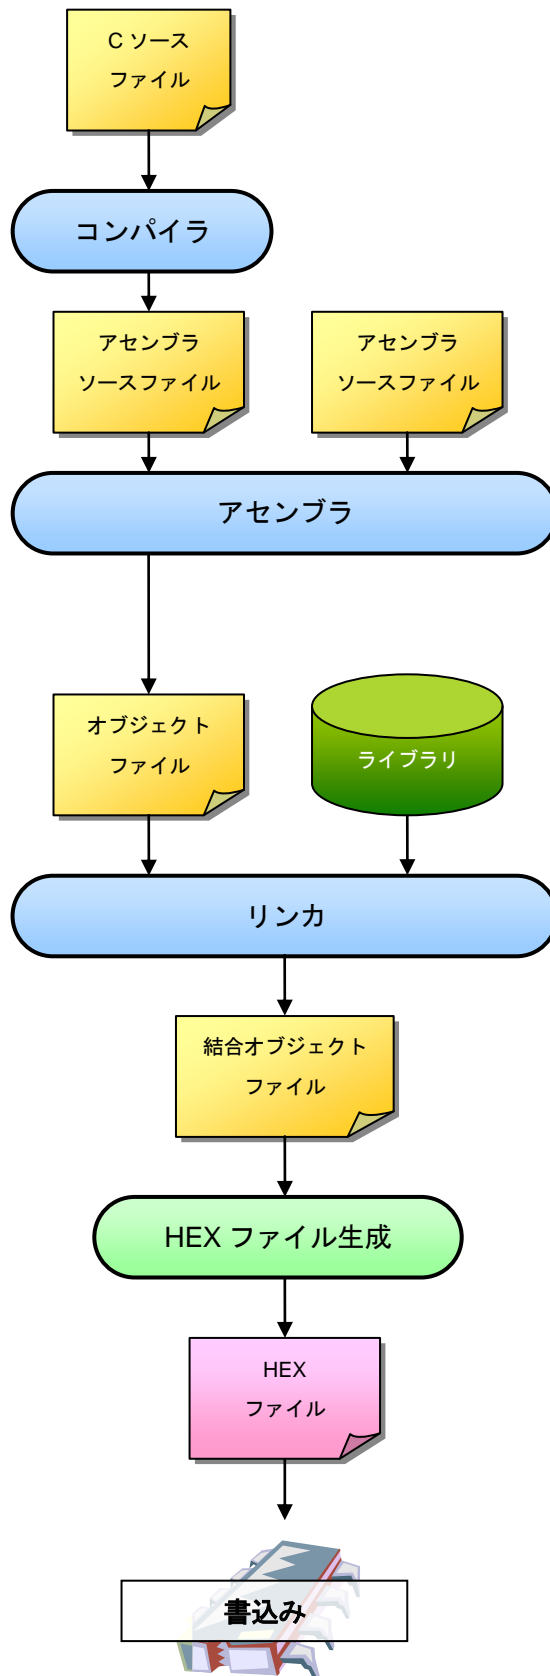 C ソース
ファイル
コンパイラ
アセンブラ
ソースファイル
アセンブラ
ソースファイル
アセンブラ
オブジェクト
ファイル
ライブラリ
リンカ
結合オブジェクト
ファイル
HEX ファイル生成
HEX
ファイル
書込み